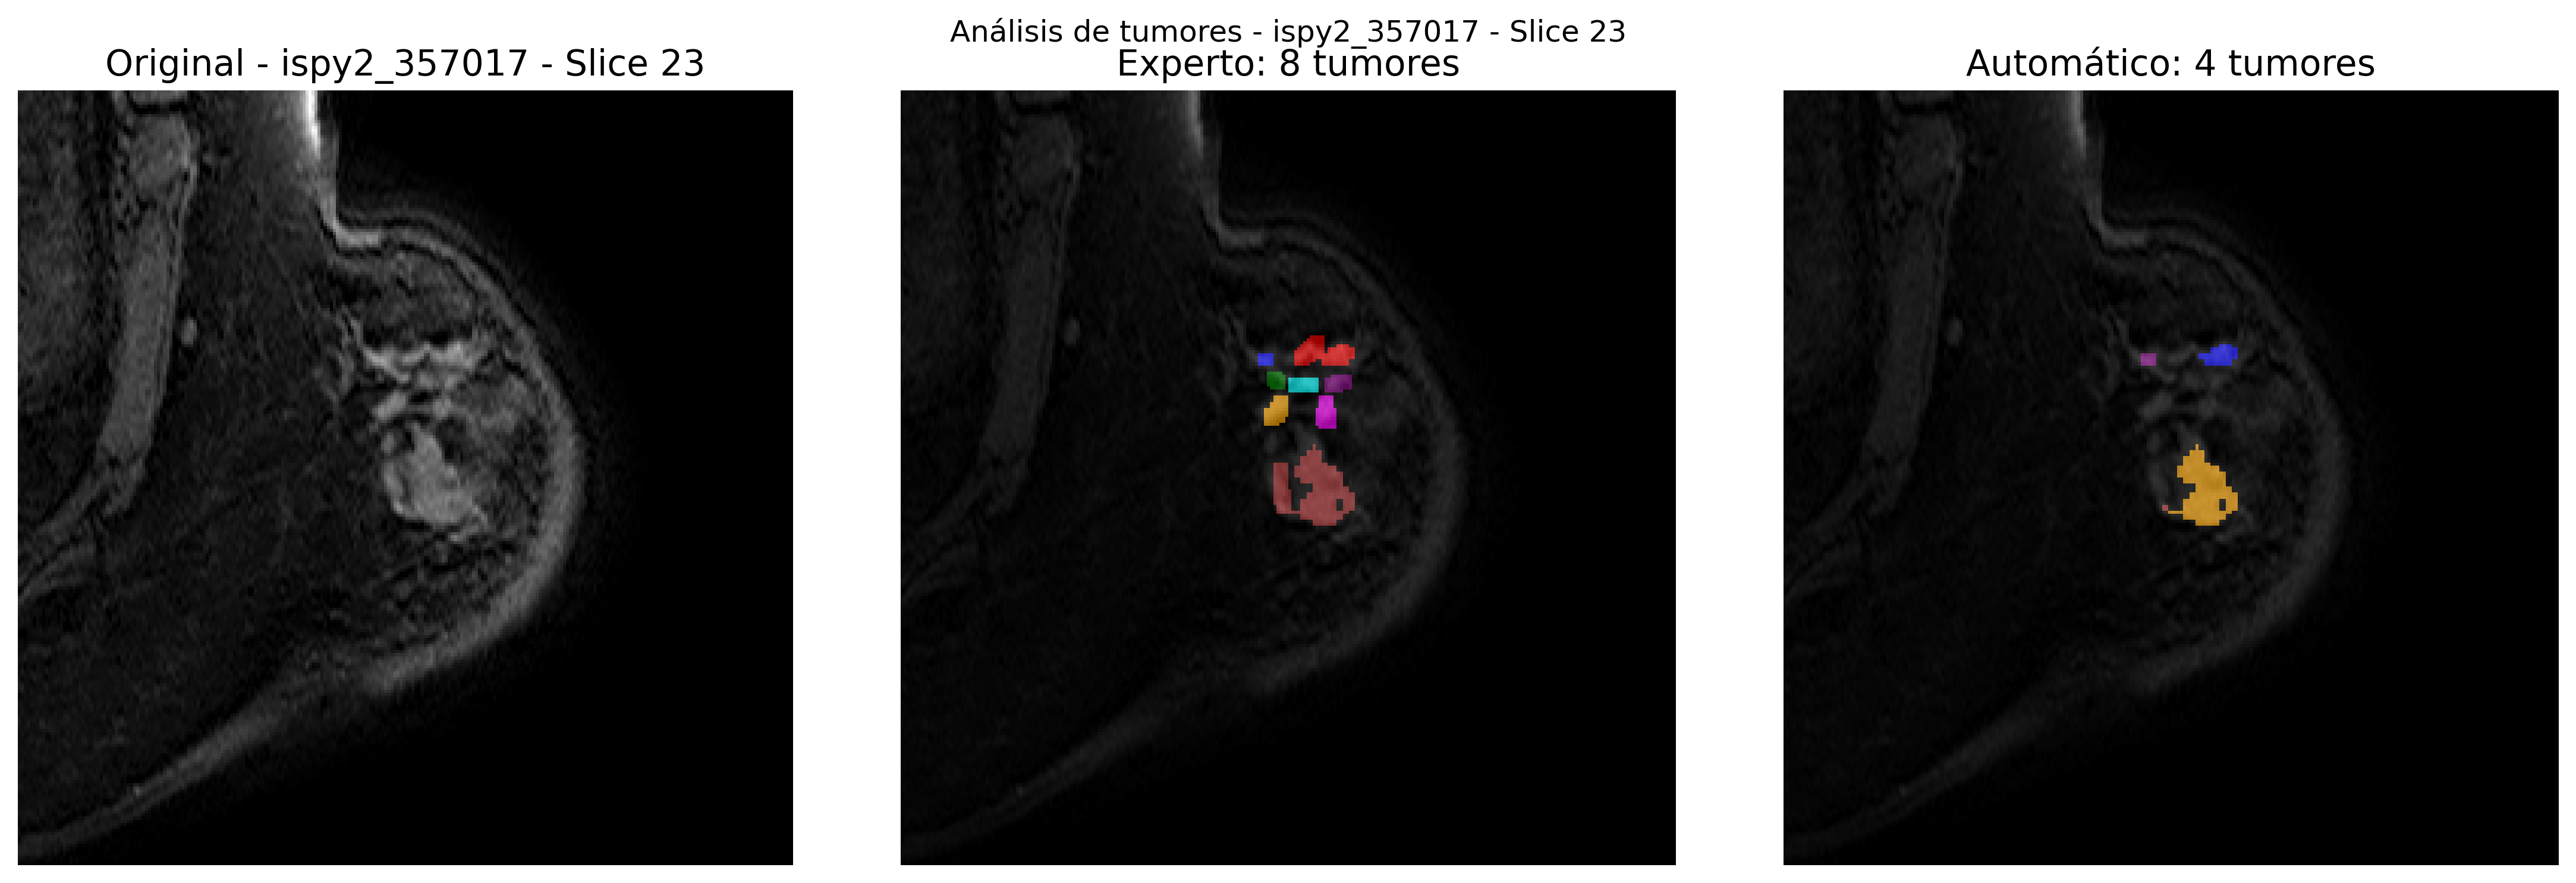 Análisis de tumores - ispy2_357017 - Slice 23
Original - ispy2_357017 - Slice 23
Experto: 8 tumores
Automático: 4 tumores